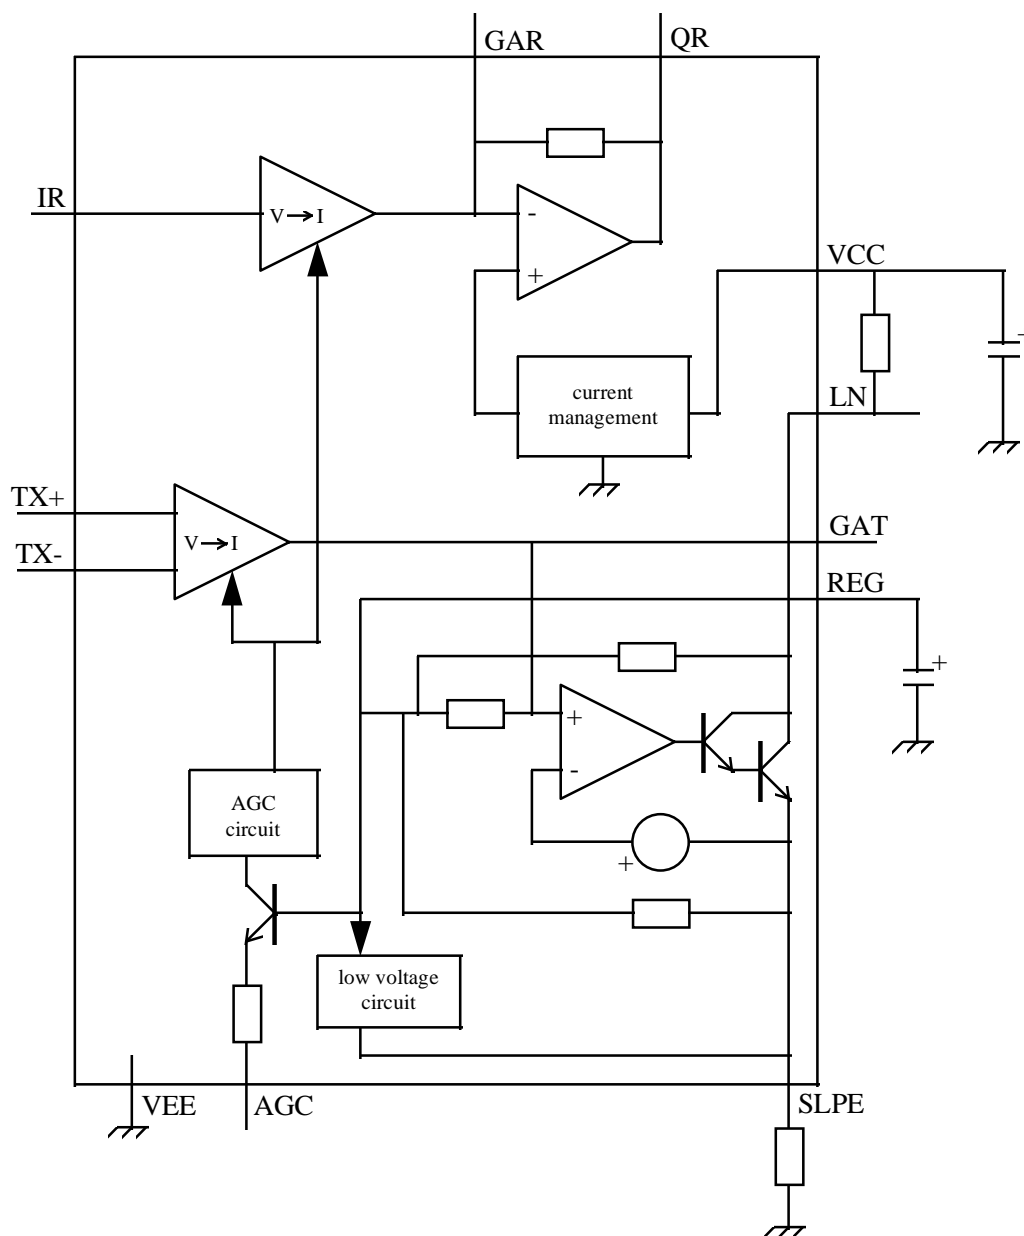 GAR QR
IR
V I
-
+
VCC
+
current
management
LN
TX+
V I
GAT
TX-
REG
+
+
-
AGC
circuit
+
low voltage
circuit
VEE
AGC
SLPE